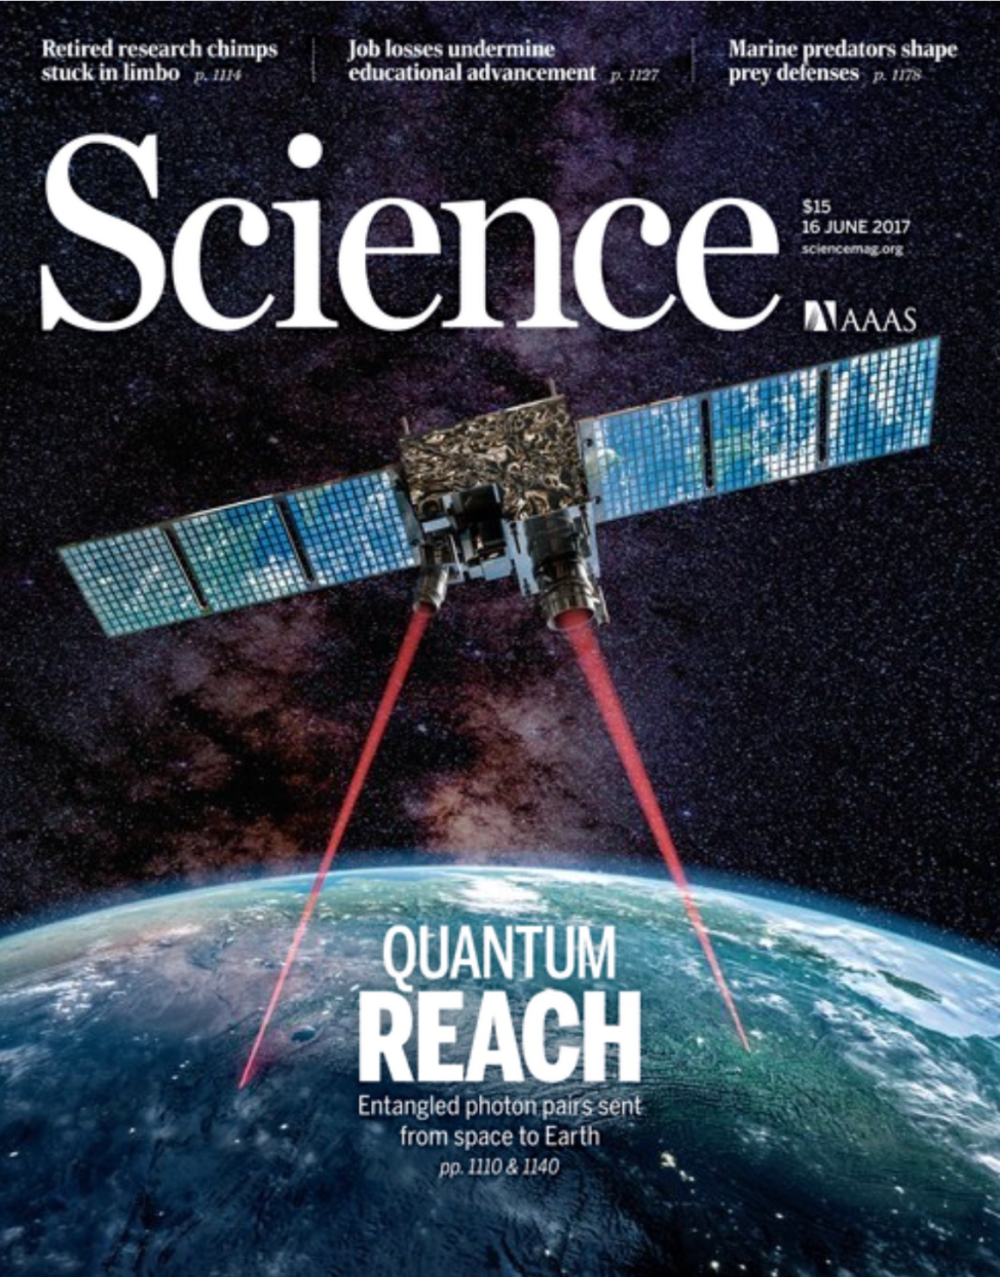 Retired research chimps
stuck in limbo p. 1114
Job losses undermine
educational advancement p. 1127
Marine predators shape
prey defenses p. 1178
Science
$15
16 JUNE 2017
sciencemag.org
AAAS
QUANTUM
REACH
Entangled photon pairs sent
from space to Earth
pp. 1110 & 1140